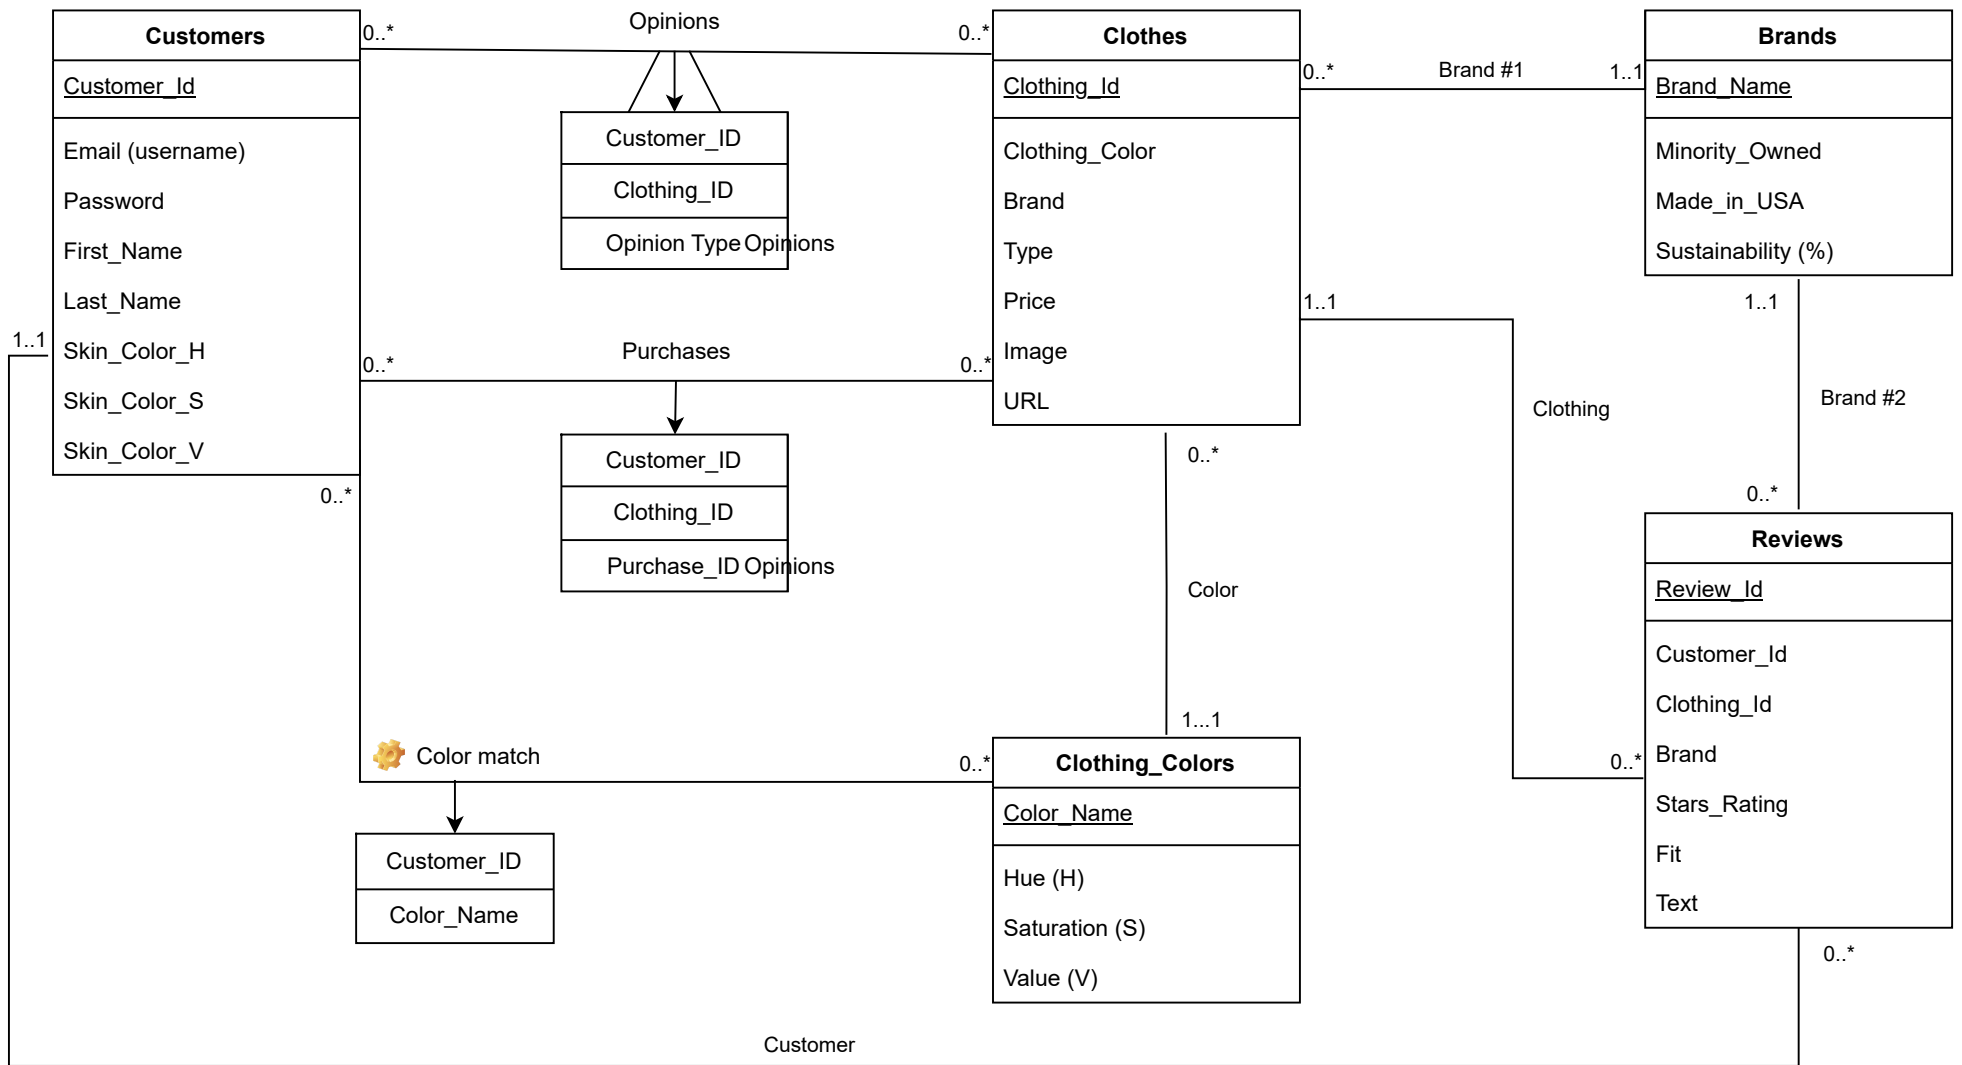 Customers
Customer_Id
Email (username)
Password
First_Name
Last_Name
Skin_Color_H
Skin_Color_S
Skin_Color_V
0..*
Opinions
0..*
Customer_ID
Clothing_ID
Opinion Type Opinions
0..*
Purchases
0..*
Customer_ID
Clothing_ID
Purchase_ID Opinions
Clothes
Clothing_Id
Clothing_Color
Brand
Type
Price
Image
URL
0..*
Brand #1
1..1
Brands
Brand_Name
Minority_Owned
Made_in_USA
Sustainability (%)
1..1
Brand #2
0..*
1..1
Clothing
0..*
Reviews
Review_Id
Customer_Id
Clothing_Id
Brand
Stars_Rating
Fit
Text
0..*
0..*
Color
1...1
Clothing_Colors
Color_Name
Hue (H)
Saturation (S)
Value (V)
0..*
Color match
0..*
Customer_ID
Color_Name
1..1
Customer